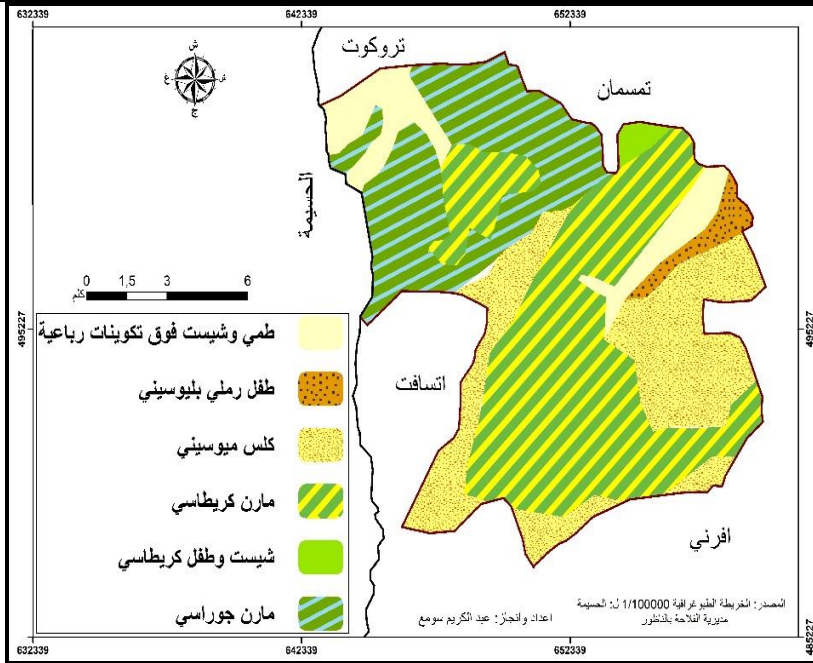 632339 642339 652339
تروكوت
ش
غ ش
ج
تمسمان
الحسيمة
0 1,5 3 6
كلم
495227 495227
طمي وشيست فوق تكوينات رباعية
طفل رملي بليوسيني
اتسافت
كلس ميوسيني
مارن كريطاسي
شيست وطفل كريطاسي
افرني
مارن جوراسي
المصدر: الخريطة الطبوغرافية 1/100000 ل: الحسيمة
مديرية الفلاحة بالناظور
اعداد وانجاز: عبد الكريم سومع
485227
632339 642339 652339